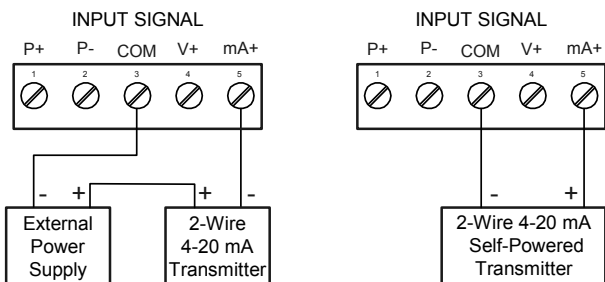 INPUT SIGNAL
P+ P- COM V+ mA+
1 2 3 4 5
- + + -
External
Power
Supply
2-Wire
4-20 mA
Transmitter
INPUT SIGNAL
P+ P- COM V+ mA+
1 2 3 4 5
- +
2-Wire 4-20 mA
Self-Powered
Transmitter